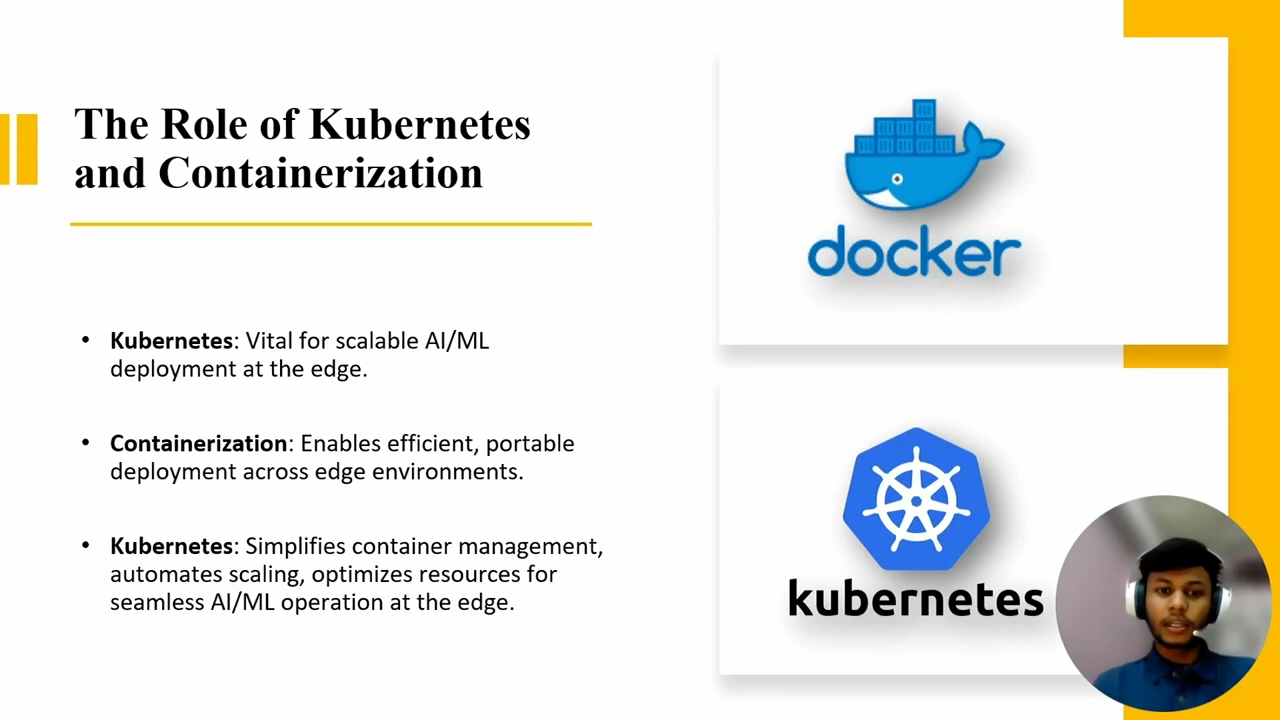 The Role of Kubernetes
and Containerization
• Kubernetes: Vital for scalable AI/ML
deployment at the edge.
• Containerization: Enables efficient, portable
deployment across edge environments.
• Kubernetes: Simplifies container management,
automates scaling, optimizes resources for
seamless AI/ML operation at the edge.
docker
kubernetes